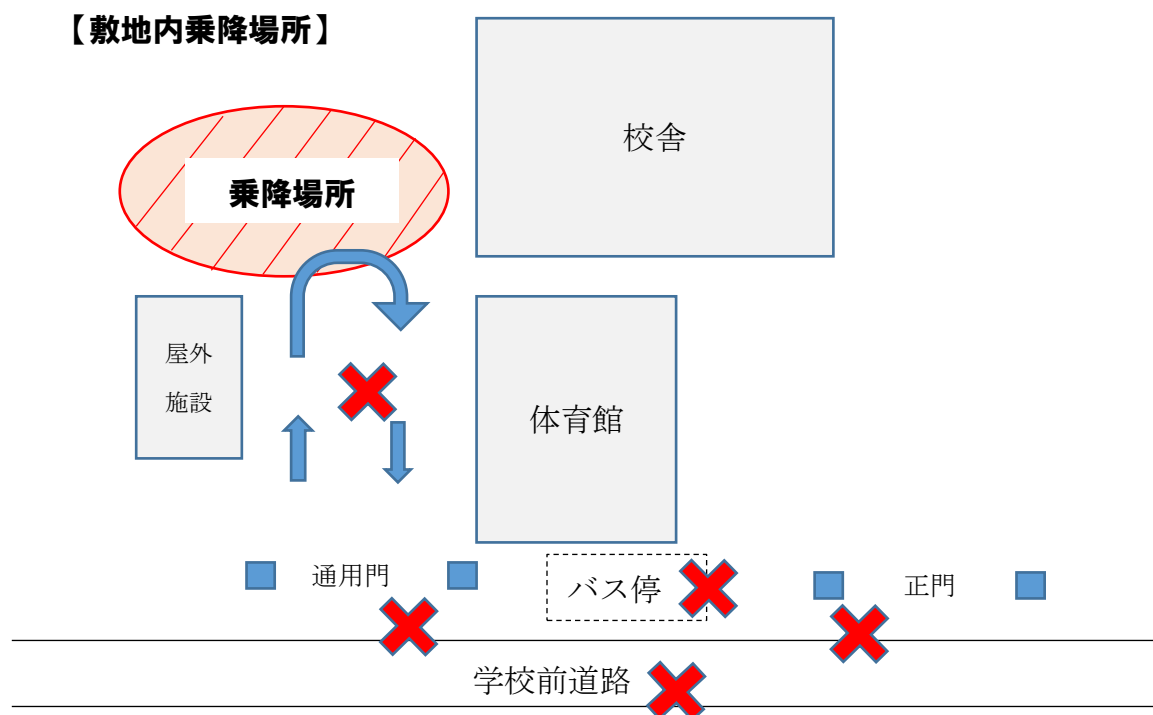 【敷地内乗降場所】
校舎
乗降場所
屋外
施設
体育館
通用門
バス停
正門
学校前道路